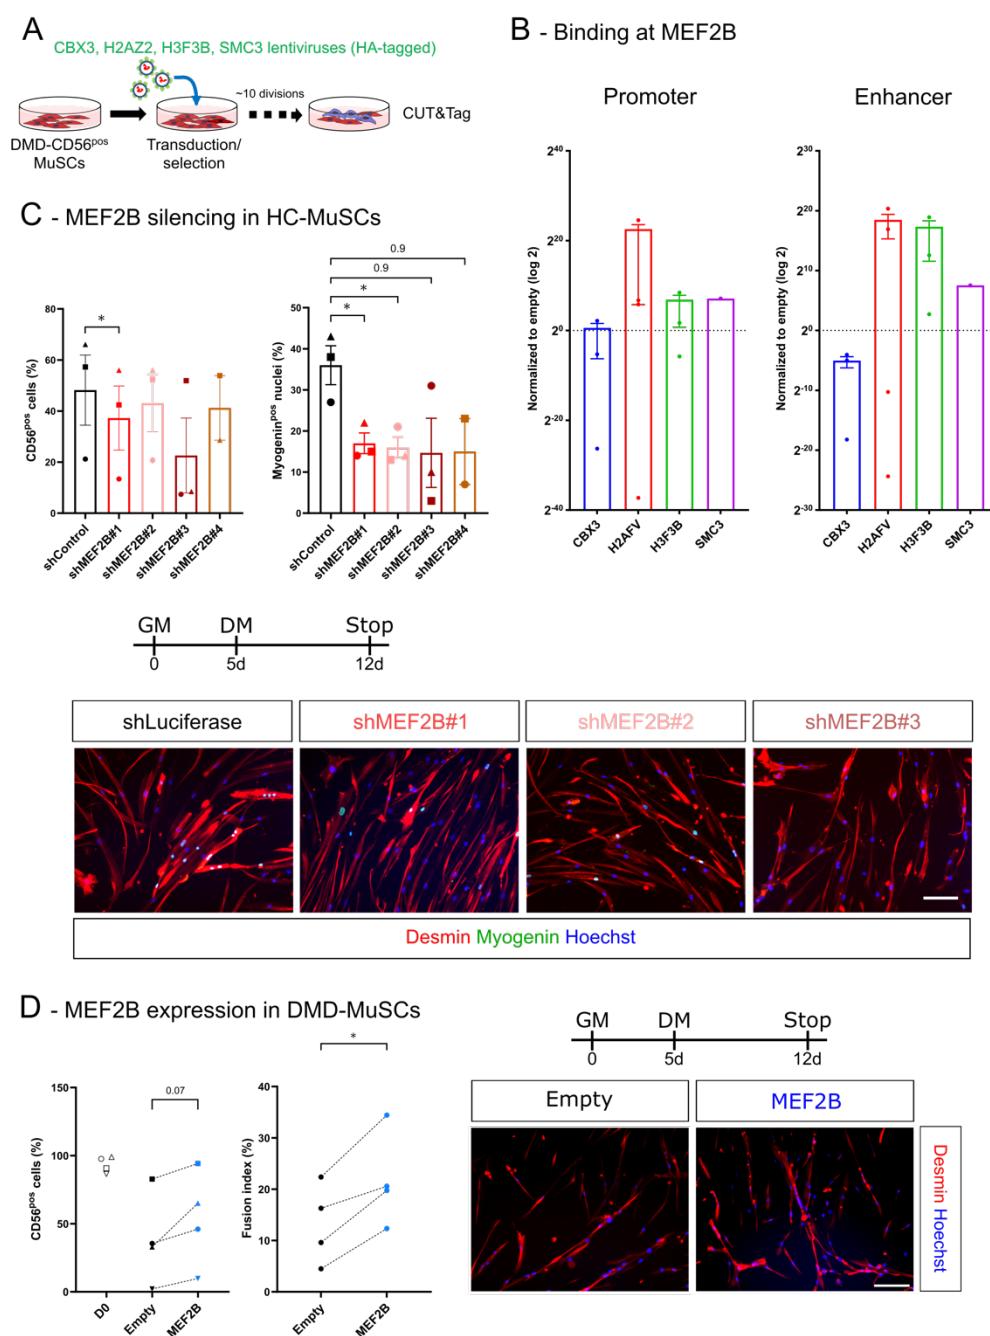 A
CBX3, H2AZ2, H3F3B, SMC3 lentiviruses (HA-tagged)
~10 divisions
CUT&Tag
DMD-CD56pos
MuSCs
Transduction/
selection
B - Binding at MEF2B
Promoter
Normalized to empty (log 2)
2^40
2^20
2^0
2^-20
2^-40
CBX3
H2AFV
H3F3B
SMC3
Enhancer
Normalized to empty (log 2)
2^30
2^20
2^10
2^0
2^-10
2^-20
2^-30
CBX3
H2AFV
H3F3B
SMC3
C - MEF2B silencing in HC-MuSCs
CD56pos cells (%)
80
60
40
20
0
*
shControl
shMEF2B#1
shMEF2B#2
shMEF2B#3
shMEF2B#4
Myogeninpos nuclei (%)
0.9
0.9
*
*
50
40
30
20
10
0
shControl
shMEF2B#1
shMEF2B#2
shMEF2B#3
shMEF2B#4
GM DM Stop
0 5d 12d
shLuciferase
shMEF2B#1
shMEF2B#2
shMEF2B#3
Desmin Myogenin Hoechst
D - MEF2B expression in DMD-MuSCs
CD56pos cells (%)
150
100
50
0
0.07
D0
Empty
MEF2B
Fusion index (%)
40
30
20
10
0
*
Empty
MEF2B
GM DM Stop
0 5d 12d
Empty
MEF2B
Desmin Hoechst